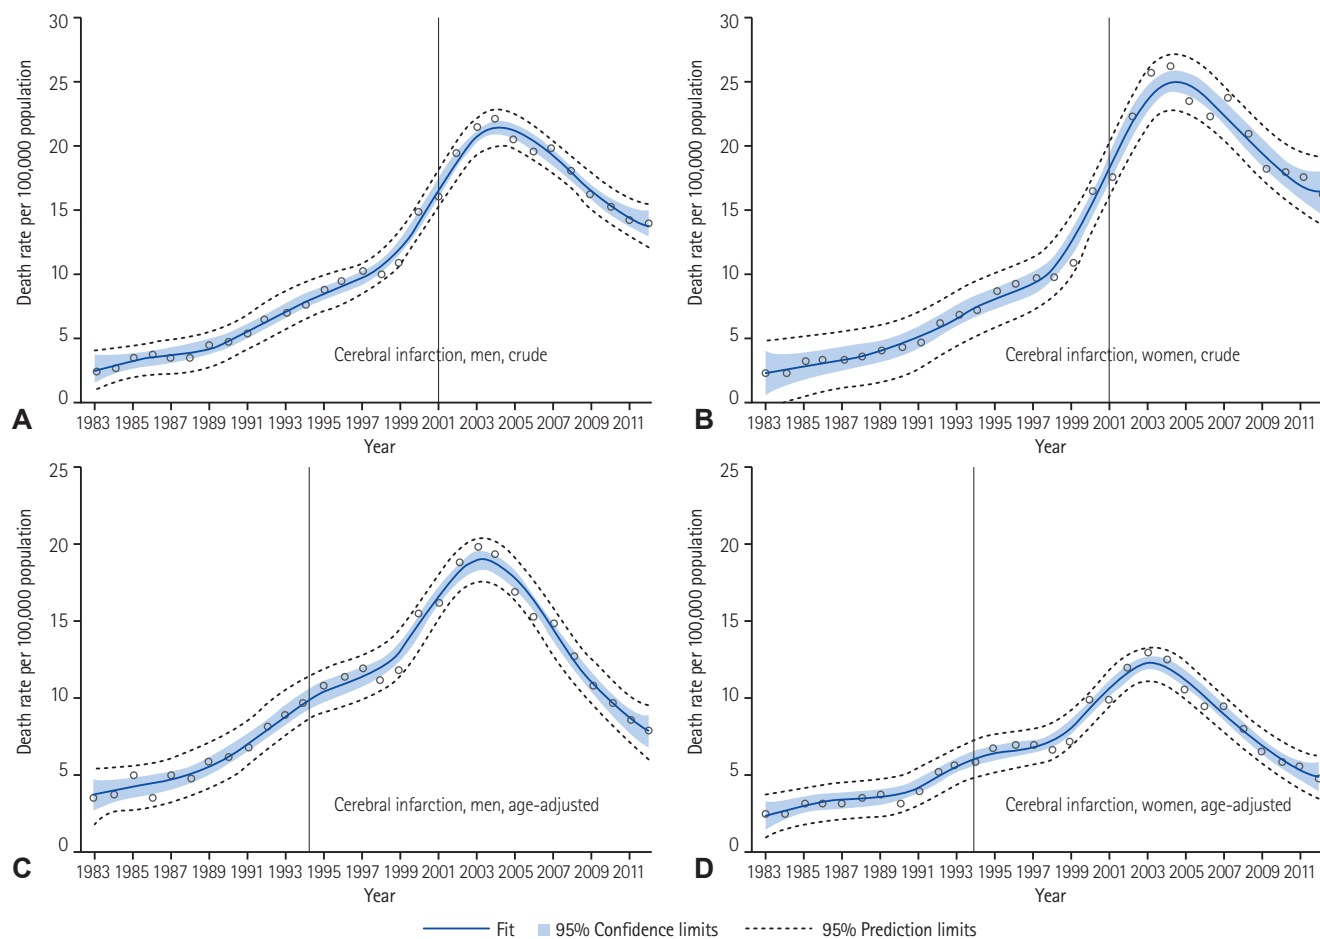 30
25
20
15
10
5
0
Death rate per 100,000 population
Cerebral infarction, men, crude
1983 1985 1987 1989 1991 1993 1995 1997 1999 2001 2003 2005 2007 2009 2011
Year
A
30
25
20
15
10
5
0
Death rate per 100,000 population
Cerebral infarction, women, crude
1983 1985 1987 1989 1991 1993 1995 1997 1999 2001 2003 2005 2007 2009 2011
Year
B
25
20
15
10
5
0
Death rate per 100,000 population
Cerebral infarction, men, age-adjusted
1983 1985 1987 1989 1991 1993 1995 1997 1999 2001 2003 2005 2007 2009 2011
Year
C
25
20
15
10
5
0
Death rate per 100,000 population
Cerebral infarction, women, age-adjusted
1983 1985 1987 1989 1991 1993 1995 1997 1999 2001 2003 2005 2007 2009 2011
Year
D
Fit 95% Confidence limits 95% Prediction limits